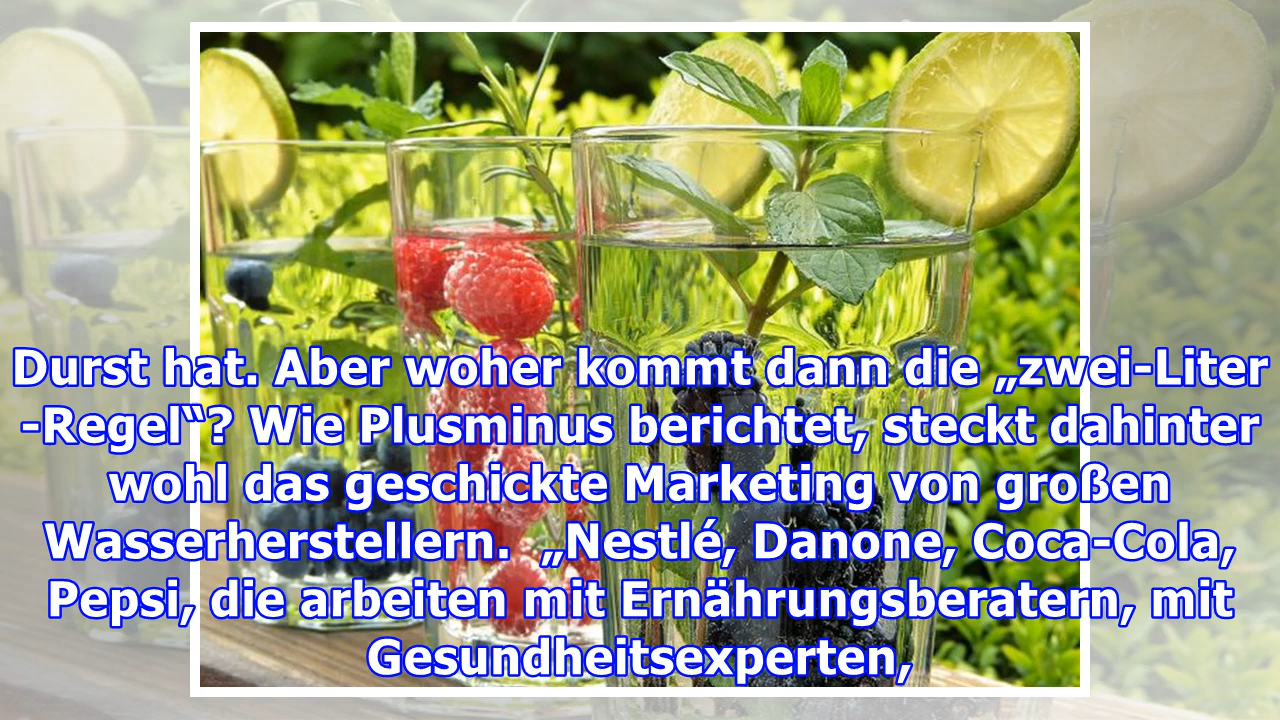 Durst hat. Aber woher kommt dann die „zwei-Liter
-Regel“? Wie Plusminus berichtet, steckt dahinter
wohl das geschickte Marketing von großen
Wasserherstellern.  „Nestlé, Danone, Coca-Cola,
Pepsi, die arbeiten mit Ernährungsberatern, mit
Gesundheitsexperten,